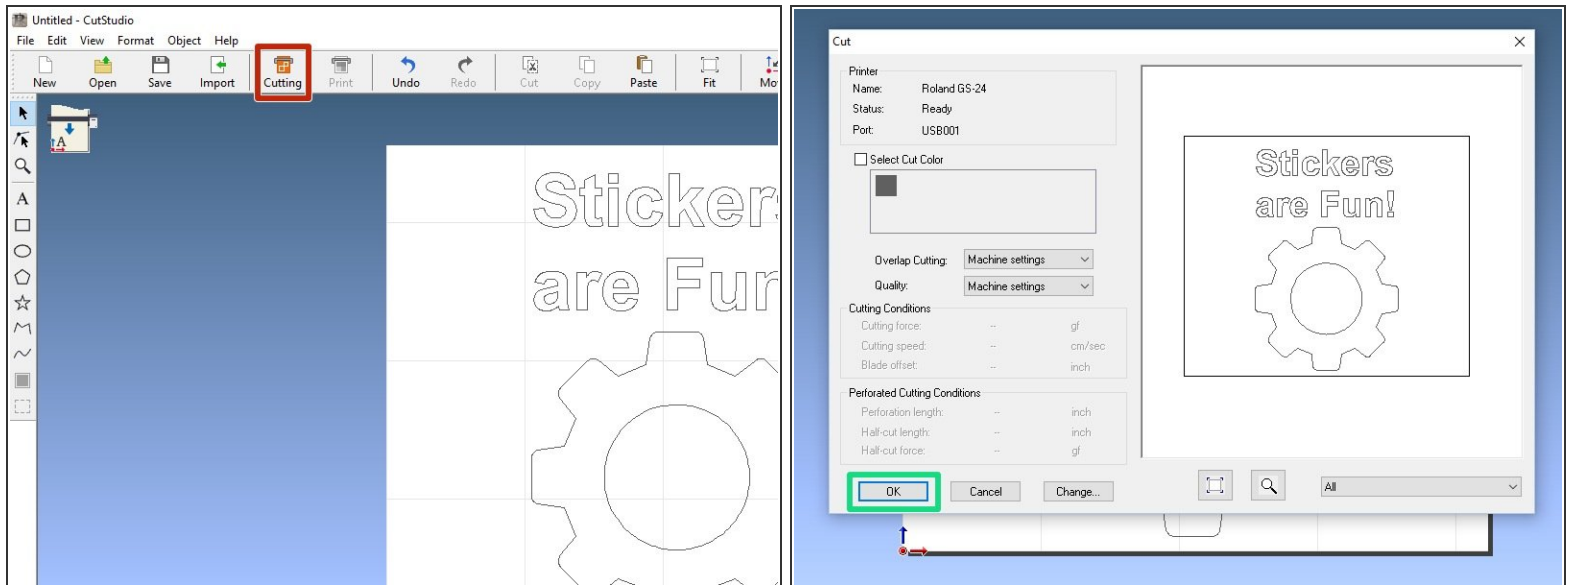 Untitled - CutStudio
File Edit View Format Object Help
New Open Save Import Cutting Print Undo Redo Cut Copy Paste Fit Mo
A
A
Stickers
are Fun
Cut
Printer
Name: Roland GS-24
Status: Ready
Port: USB001
Select Cut Color
Overlap Cutting: Machine settings
Quality: Machine settings
Cutting Conditions
Cutting force: -- gf
Cutting speed: -- cm/sec
Blade offset: -- inch
Perforated Cutting Conditions
Perforation length: -- inch
Half-cut length: -- inch
Half-cut force: -- gf
OK Cancel Change...
Stickers
are Fun!
All